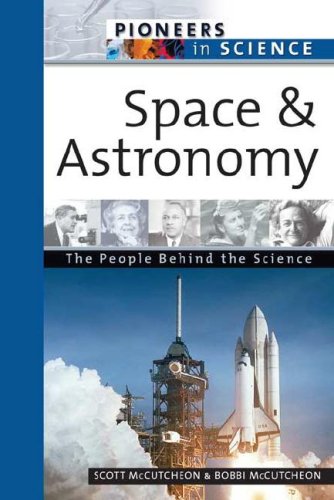 PIONEERS
in SCIENCE
Space &
Astronomy
The People Behind the Science
SCOTT MCCUTCHEON & BOBBI MCCUTCHEON